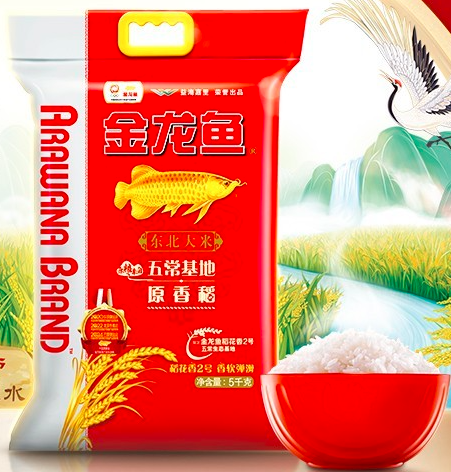 金龙鱼
益海嘉里 荣誉出品
金龙鱼
ARAWANA BRAND
东北大米
五常基地
原香稻
金龙鱼稻花香2号
五常生态基地
稻花香2号 香软弹滑
净含量：5千克
水